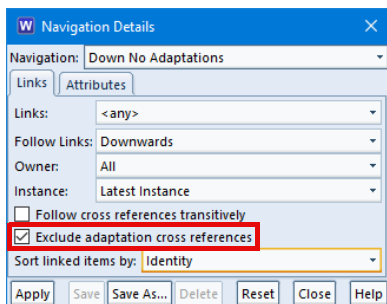 W Navigation Details
Navigation: Down No Adaptations
Links Attributes
Links: <any>
Follow Links: Downwards
Owner: All
Instance: Latest Instance
Follow cross references transitively
Exclude adaptation cross references
Sort linked items by: Identity
Apply Save Save As... Delete Reset Close Help